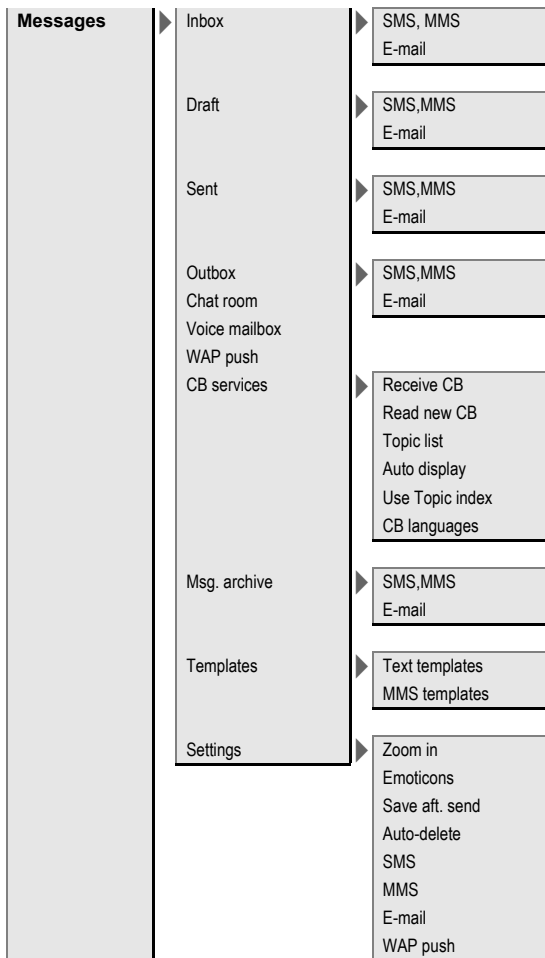 Messages
Inbox
SMS, MMS
E-mail
Draft
SMS,MMS
E-mail
Sent
SMS,MMS
E-mail
Outbox
SMS,MMS
E-mail
Chat room
Voice mailbox
WAP push
CB services
Receive CB
Read new CB
Topic list
Auto display
Use Topic index
CB languages
Msg. archive
SMS,MMS
E-mail
Templates
Text templates
MMS templates
Settings
Zoom in
Emoticons
Save aft. send
Auto-delete
SMS
MMS
E-mail
WAP push